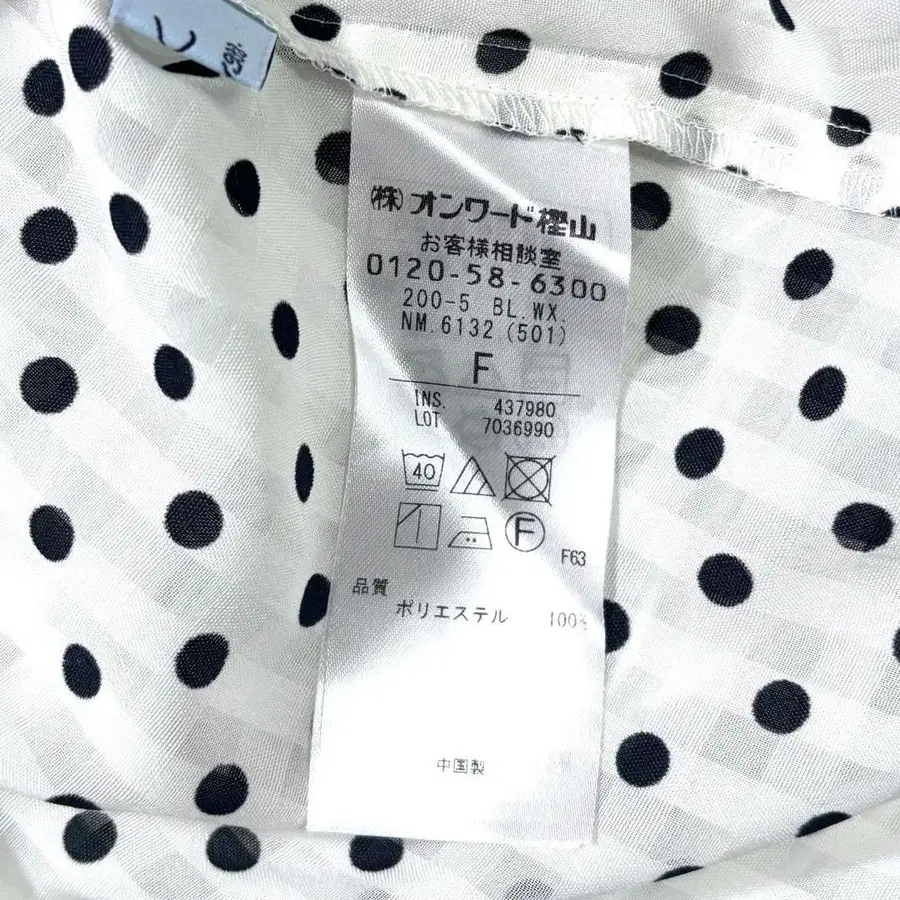 (株)オンワード樫山
お客様相談室
0120-58-6300
200-5 BL.WX.
NM.6132(501)
F
INS. 437980
LOT 7036990
40
F
F63
品質
ポリエステル 100%
中国製